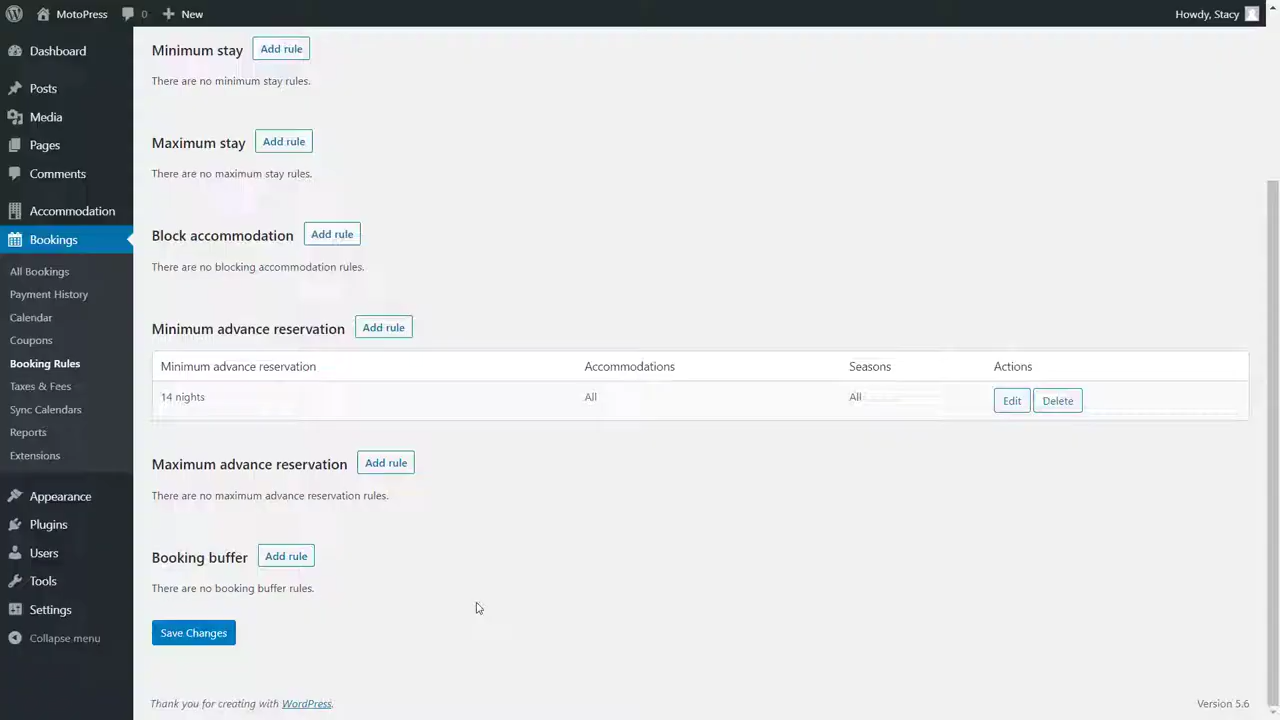 MotoPress 0 New Howdy, Stacy
Dashboard
Posts
Media
Pages
Comments
Accommodation
Bookings
All Bookings
Payment History
Calendar
Coupons
Booking Rules
Taxes & Fees
Sync Calendars
Reports
Extensions
Appearance
Plugins
Users
Tools
Settings
Collapse menu
Minimum stay Add rule
There are no minimum stay rules.
Maximum stay Add rule
There are no maximum stay rules.
Block accommodation Add rule
There are no blocking accommodation rules.
Minimum advance reservation Add rule
Minimum advance reservation Accommodations Seasons Actions
14 nights All All Edit Delete
Maximum advance reservation Add rule
There are no maximum advance reservation rules.
Booking buffer Add rule
There are no booking buffer rules.
Save Changes
Thank you for creating with WordPress. Version 5.6